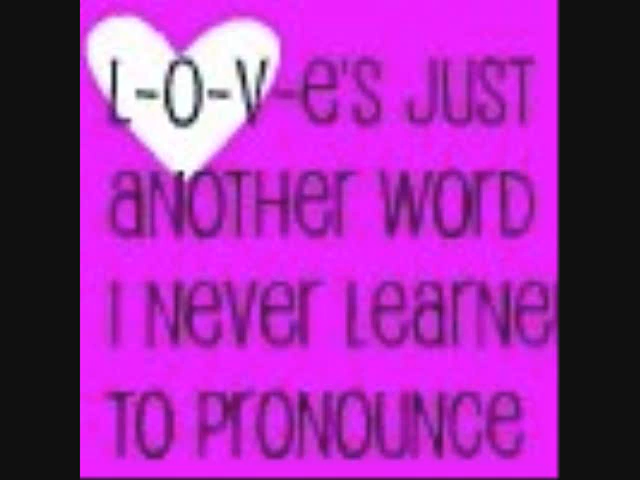 L-O-V-e's JUST
aNOTHer WOrD
I Never Learne
TO PrONOUNce